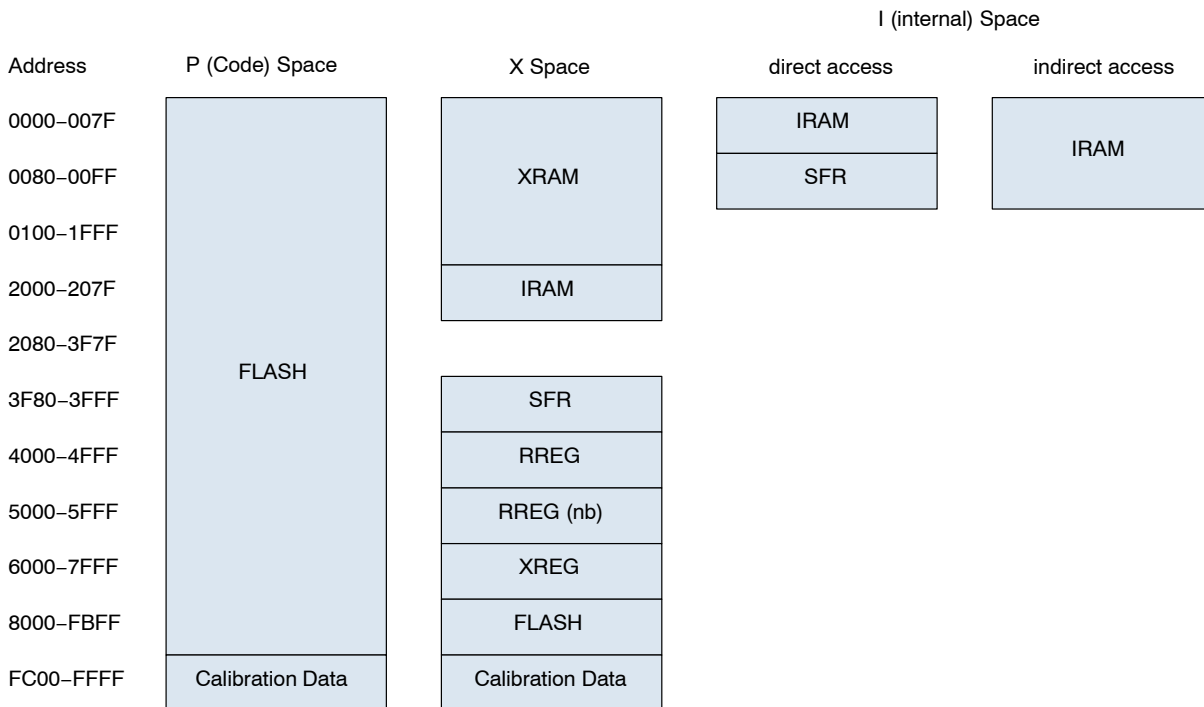 I (internal) Space
Address P (Code) Space X Space direct access indirect access
0000−007F IRAM
IRAM
0080−00FF XRAM SFR
0100−1FFF
2000−207F IRAM
2080−3F7F
FLASH
3F80−3FFF SFR
4000−4FFF RREG
5000−5FFF RREG (nb)
6000−7FFF XREG
8000−FBFF FLASH
FC00−FFFF Calibration Data Calibration Data